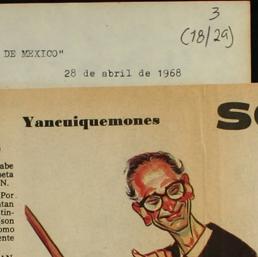 3
(18/29)
DE MEXICO"
28 de abril de 1968
Yancuiquemones
S
abe
eta
N.
Por
tan
tin-
son
omo
ente